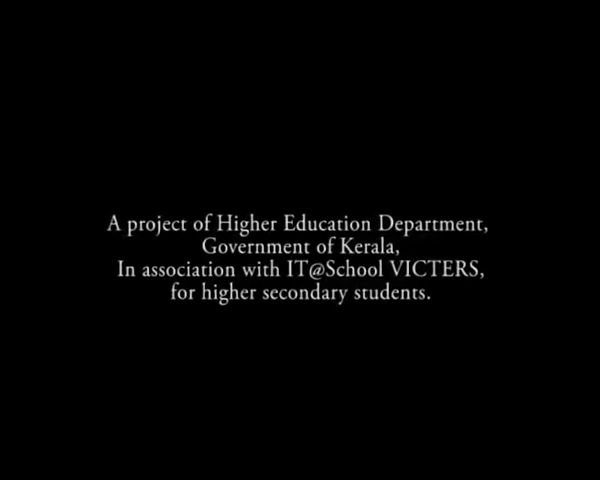 A project of Higher Education Department,
Government of Kerala,
In association with IT@School VICTERS,
for higher secondary students.